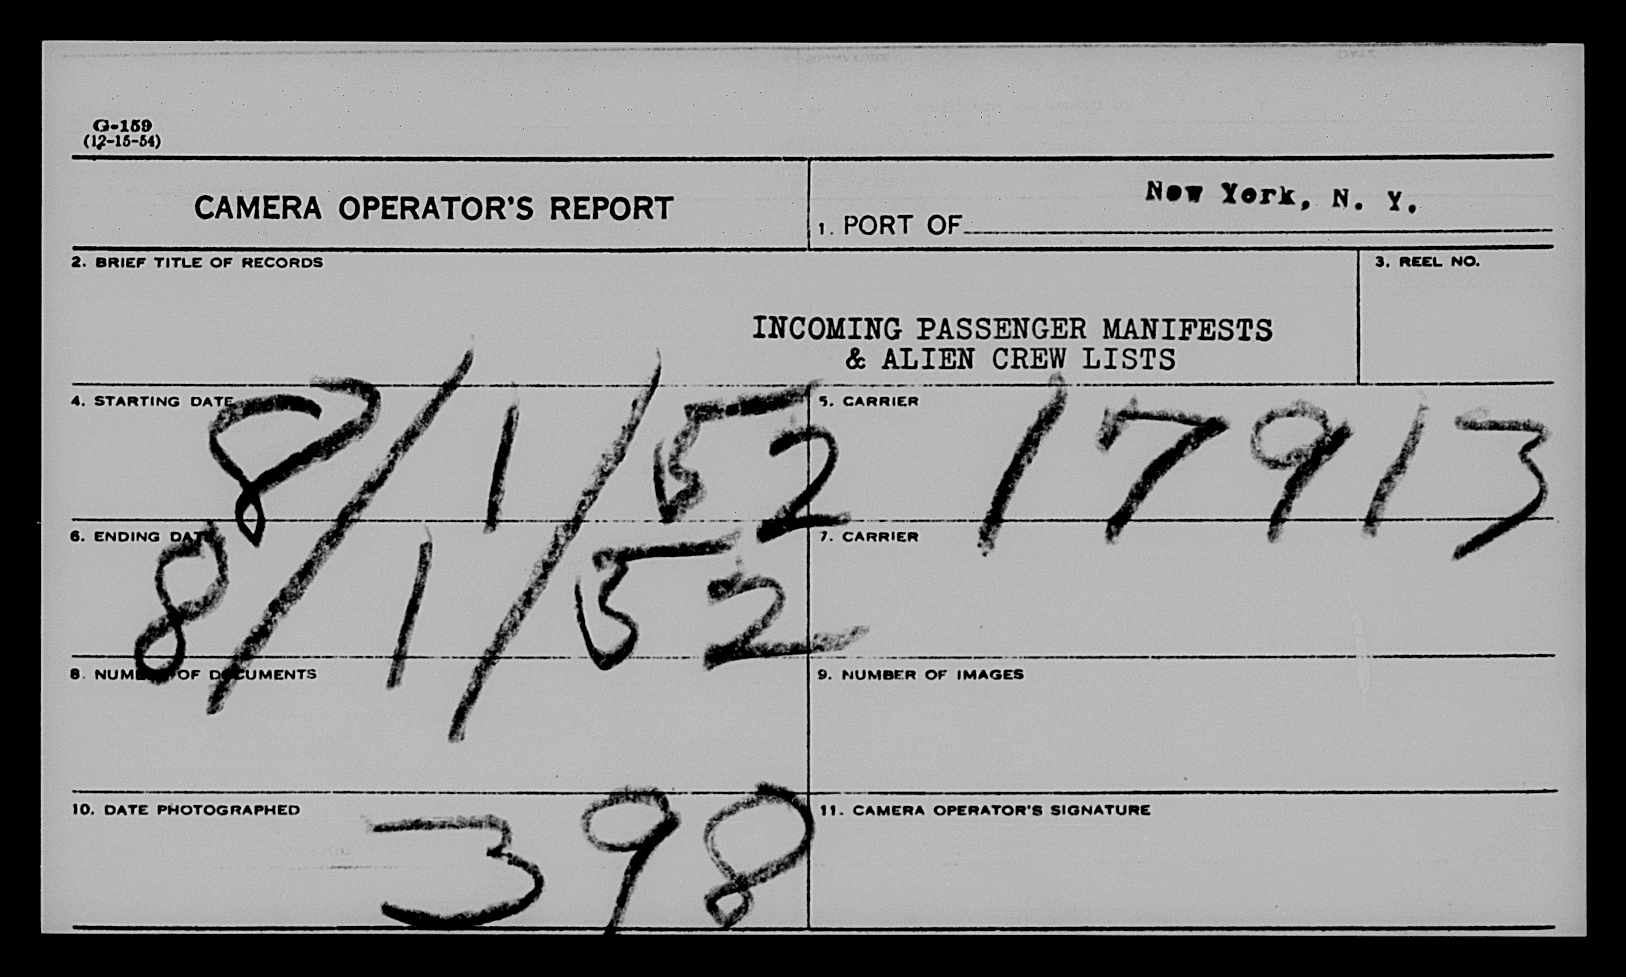 G-159
(12-15-54)
CAMERA OPERATOR'S REPORT
New York, N. Y.
1. PORT OF
2. BRIEF TITLE OF RECORDS
3. REEL NO.
INCOMING PASSENGER MANIFESTS
& ALIEN CREW LISTS
4. STARTING DATE
8/1/52
5. CARRIER
17913
6. ENDING DATE
8/1/52
7. CARRIER
8. NUMBER OF DOCUMENTS
9. NUMBER OF IMAGES
10. DATE PHOTOGRAPHED
398
11. CAMERA OPERATOR'S SIGNATURE